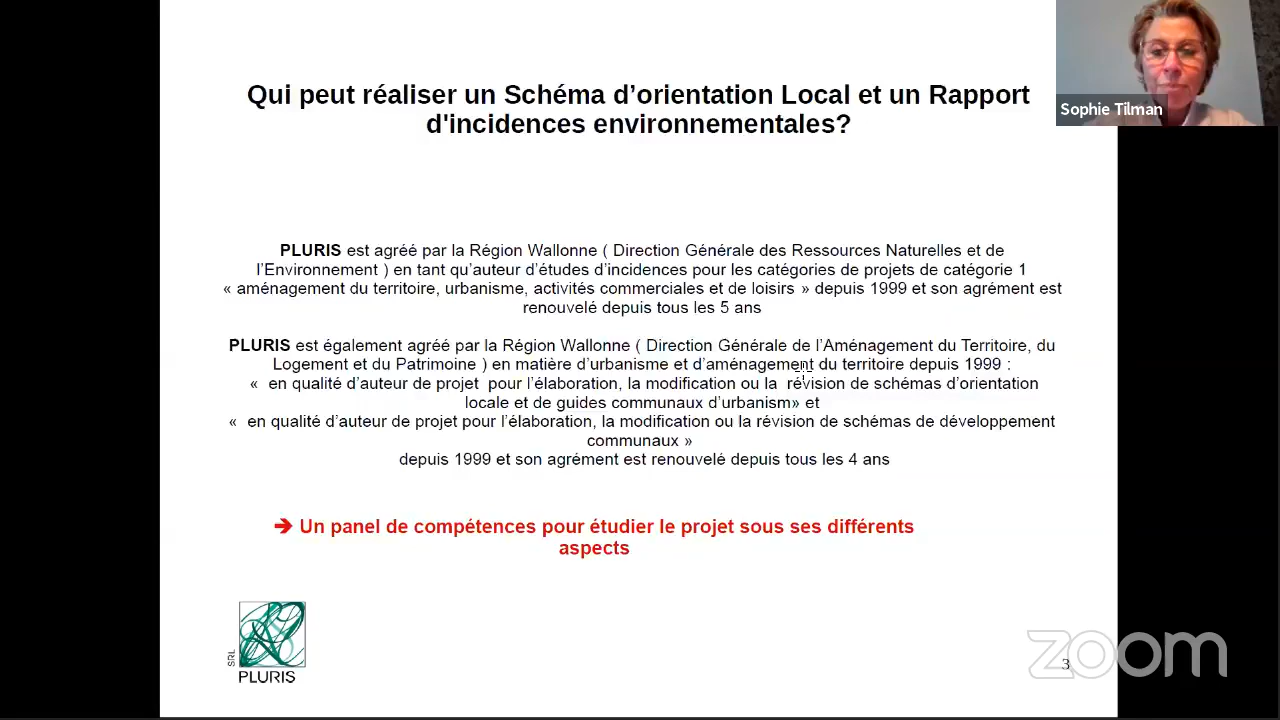 Qui peut réaliser un Schéma d’orientation Local et un Rapport
d'incidences environnementales?
Sophie Tilman
PLURIS est agréé par la Région Wallonne ( Direction Générale des Ressources Naturelles et de
l’Environnement ) en tant qu’auteur d’études d’incidences pour les catégories de projets de catégorie 1
« aménagement du territoire, urbanisme, activités commerciales et de loisirs » depuis 1999 et son agrément est
renouvelé depuis tous les 5 ans
PLURIS est également agréé par la Région Wallonne ( Direction Générale de l’Aménagement du Territoire, du
Logement et du Patrimoine ) en matière d’urbanisme et d’aménagement du territoire depuis 1999 :
« en qualité d’auteur de projet pour l’élaboration, la modification ou la révision de schémas d’orientation
locale et de guides communaux d’urbanism» et
« en qualité d’auteur de projet pour l’élaboration, la modification ou la révision de schémas de développement
communaux »
depuis 1999 et son agrément est renouvelé depuis tous les 4 ans
➔ Un panel de compétences pour étudier le projet sous ses différents
aspects
SRL
PLURIS
zoom
3